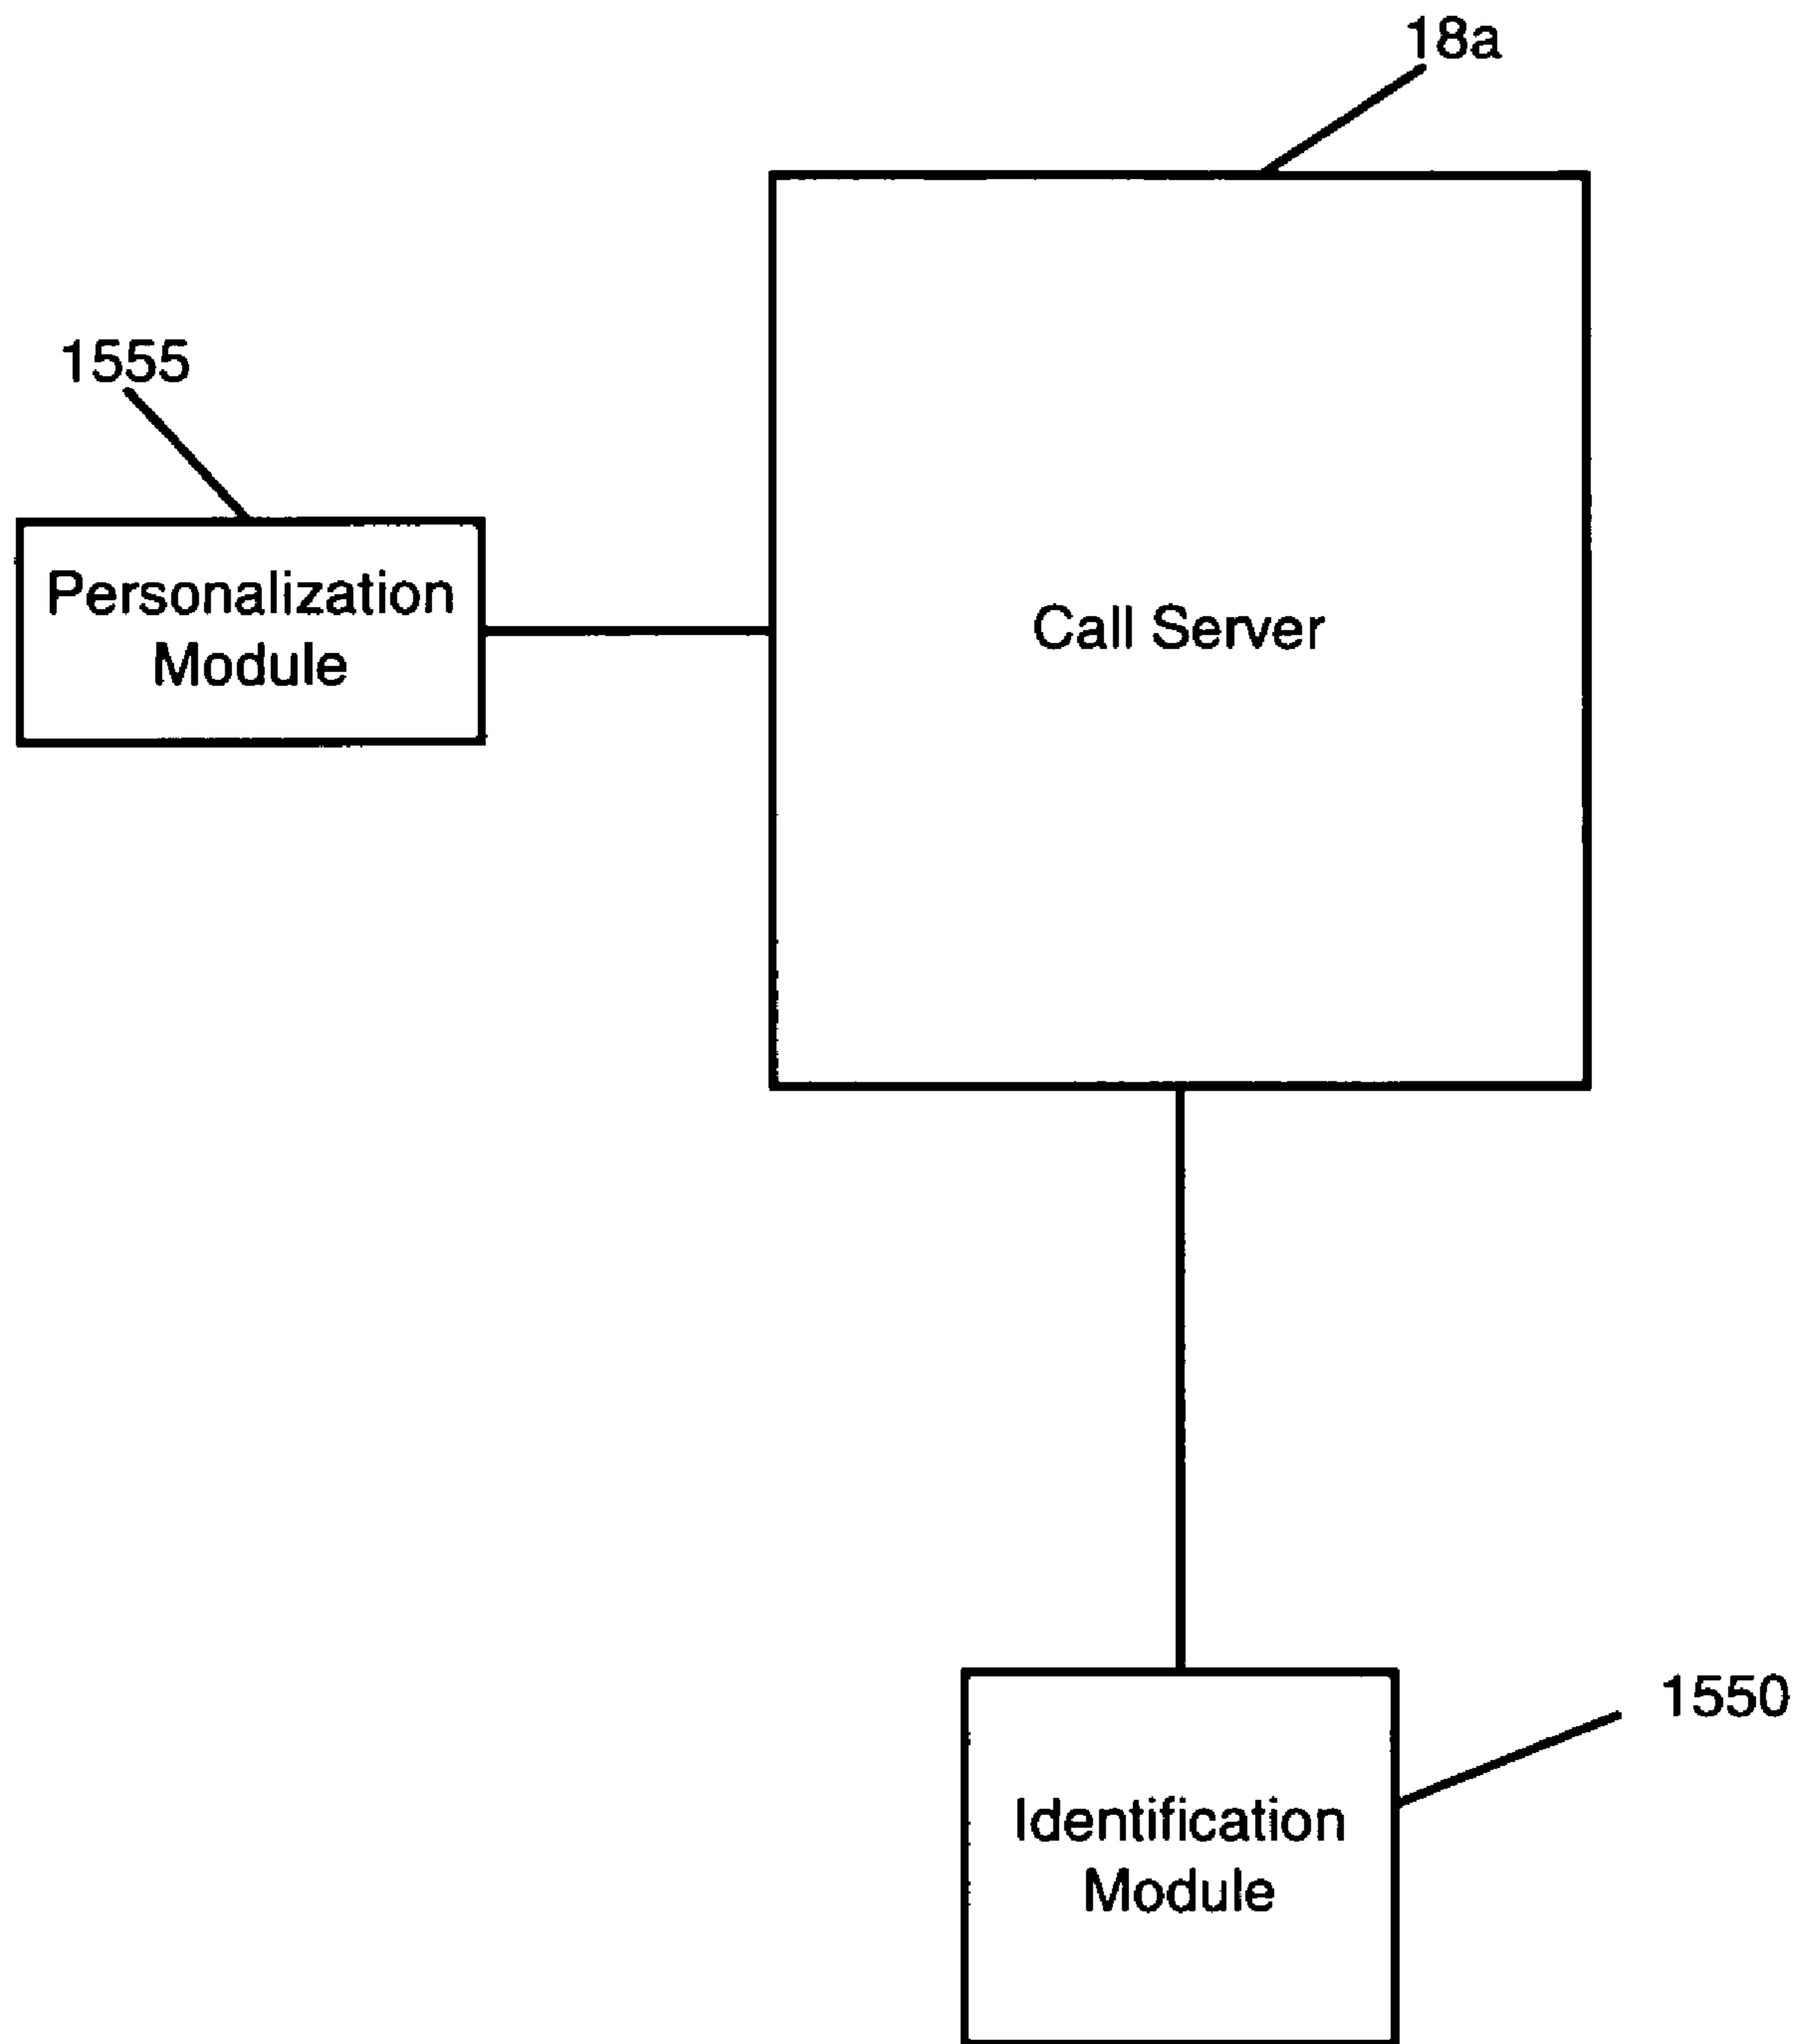 18a
1555
Personalization
Module
Call Server
1550
Identification
Module